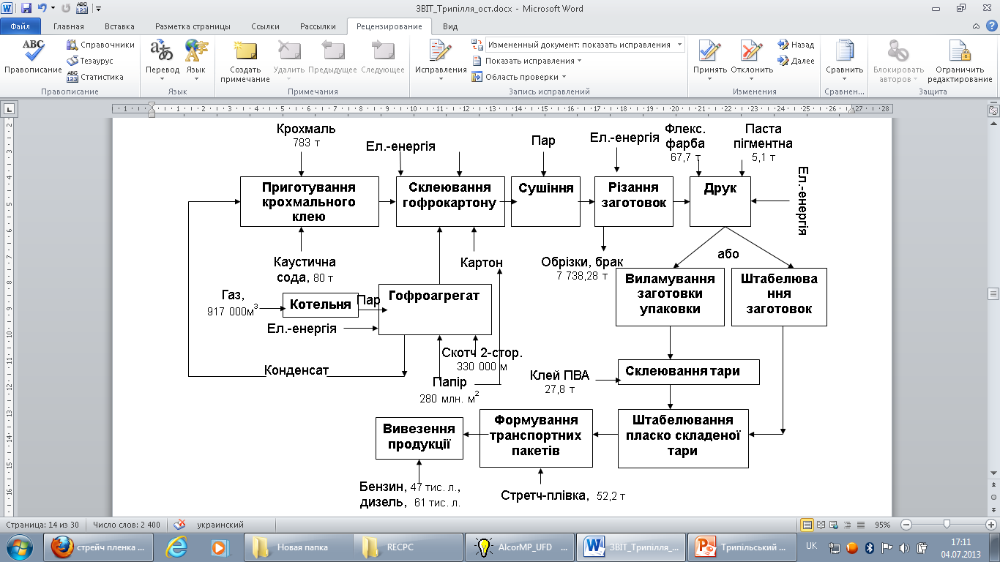 ЗВІТ_Трипілля_ост.docx - Microsoft Word
Файл
Главная
Вставка
Разметка страницы
Ссылки
Рассылки
Рецензирование
Вид
ABC
Правописание
Справочники
Тезаурус
ABC 123 Статистика
Правописание
Перевод
Язык
Язык
Создать примечание
Удалить
Предыдущее
Следующее
Примечания
Исправления
Измененный документ: показать исправления
Показать исправления
Область проверки
Запись исправлений
Принять
Отклонить
Назад
Далее
Изменения
Сравнить
Сравнен...
Блокировать авторов
Ограничить редактирование
Защита
Крохмаль
783 т
Ел.-енергія
Пар
Ел.-енергія
Флекс.
фарба
67,7 т
Паста
пігментна
5,1 т
Приготування
крохмального
клею
Склеювання
гофрокартону
Сушіння
Різання
заготовок
Друк
Ел.-енергія
Каустична
сода, 80 т
Картон
Обрізки, брак
7 738,28 т
або
Виламування
заготовки
упаковки
Штабелюва
ння
заготовок
Газ,
917 000м3
Котельня
Пар
Гофроагрегат
Ел.-енергія
Скотч 2-стор.
330 000 м
Конденсат
Папір
280 млн. м2
Клей ПВА
27,8 т
Склеювання тари
Вивезення
продукції
Формування
транспортних
пакетів
Штабелювання
пласко складеної
тари
Бензин, 47 тис. л.,
дизель, 61 тис. л.
Стретч-плівка, 52,2 т
Страница: 14 из 30
Число слов: 2 400
украинский
95%
стрейч пленка ...
Новая папка
RECPC
AlcorMP_UFD ...
ЗВІТ_Трипілля_...
Трипільський ...
UK
17:11
04.07.2013